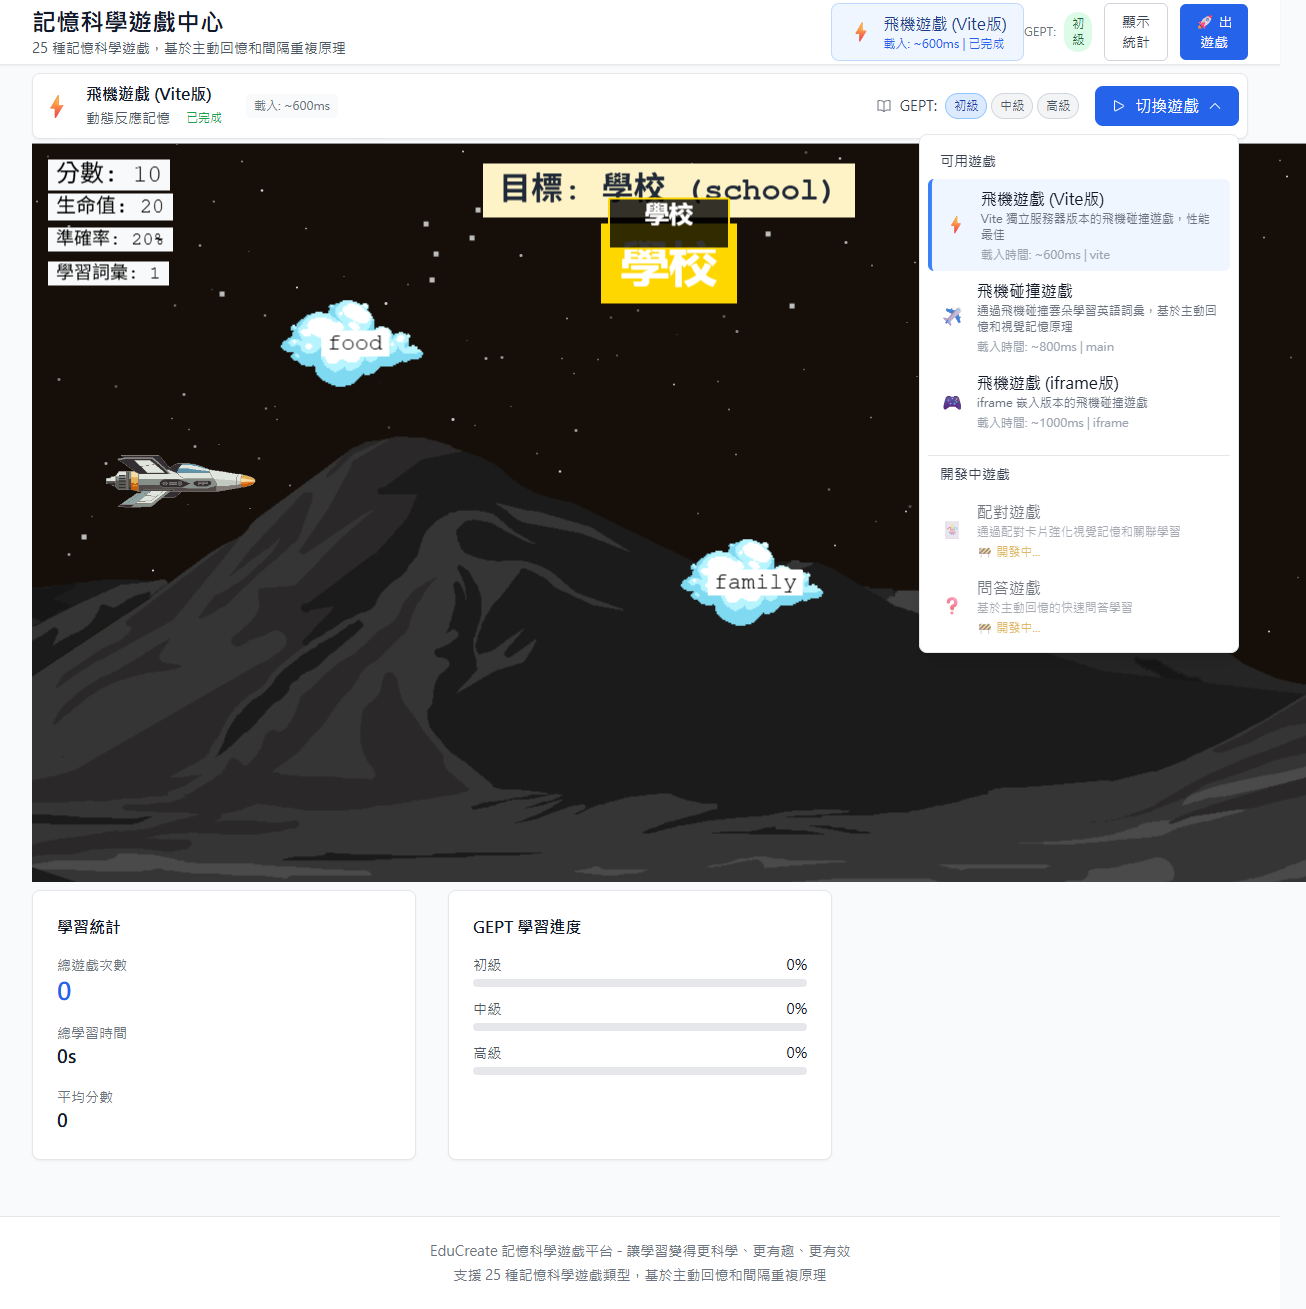 記憶科學遊戲中心
25 種記憶科學遊戲，基於主動回憶和間隔重複原理
飛機遊戲 (Vite版)
載入: ~600ms | 已完成
GEPT:
初
級
顯示
統計
🚀 出
遊戲
飛機遊戲 (Vite版)
動態反應記憶 已完成
載入: ~600ms
GEPT: 初級 中級 高級
切換遊戲
分數: 10
生命值: 20
準確率: 20%
學習詞彙: 1
目標: 學校 (school)
學校
學校
food
family
可用遊戲
飛機遊戲 (Vite版)
Vite 獨立服務器版本的飛機碰撞遊戲，性能
最佳
載入時間: ~600ms | vite
飛機碰撞遊戲
通過飛機碰撞雲朵學習英語詞彙，基於主動回
憶和視覺記憶原理
載入時間: ~800ms | main
飛機遊戲 (iframe版)
iframe 嵌入版本的飛機碰撞遊戲
載入時間: ~1000ms | iframe
開發中遊戲
配對遊戲
通過配對卡片強化視覺記憶和關聯學習
🚧 開發中...
問答遊戲
基於主動回憶的快速問答學習
🚧 開發中...
學習統計
總遊戲次數
0
總學習時間
0s
平均分數
0
GEPT 學習進度
初級 0%
中級 0%
高級 0%
EduCreate 記憶科學遊戲平台 - 讓學習變得更科學、更有趣、更有效
支援 25 種記憶科學遊戲類型，基於主動回憶和間隔重複原理